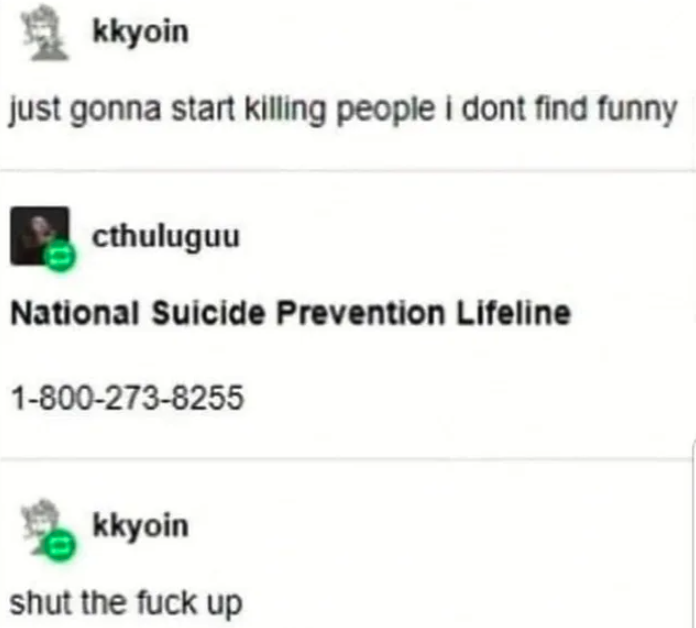 kkyoin
just gonna start killing people i dont find funny
cthuluguu
National Suicide Prevention Lifeline
1-800-273-8255
kkyoin
shut the fuck up